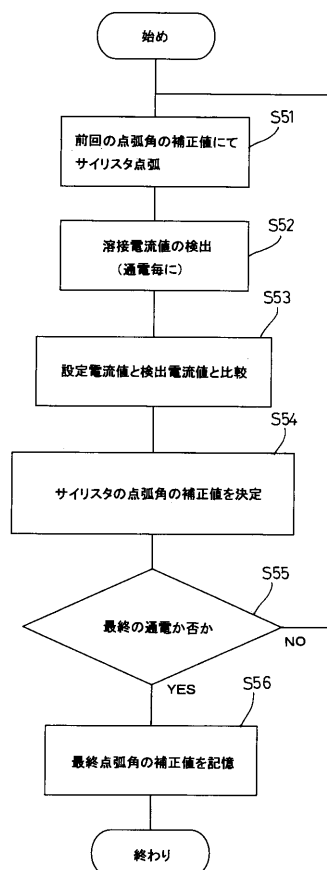 始め
S51
前回の点弧角の補正値にて
サイリスタ点弧
S52
溶接電流値の検出
(通電毎に)
S53
設定電流値と検出電流値と比較
S54
サイリスタの点弧角の補正値を決定
S55
最終の通電か否か
NO
YES
S56
最終点弧角の補正値を記憶
終わり